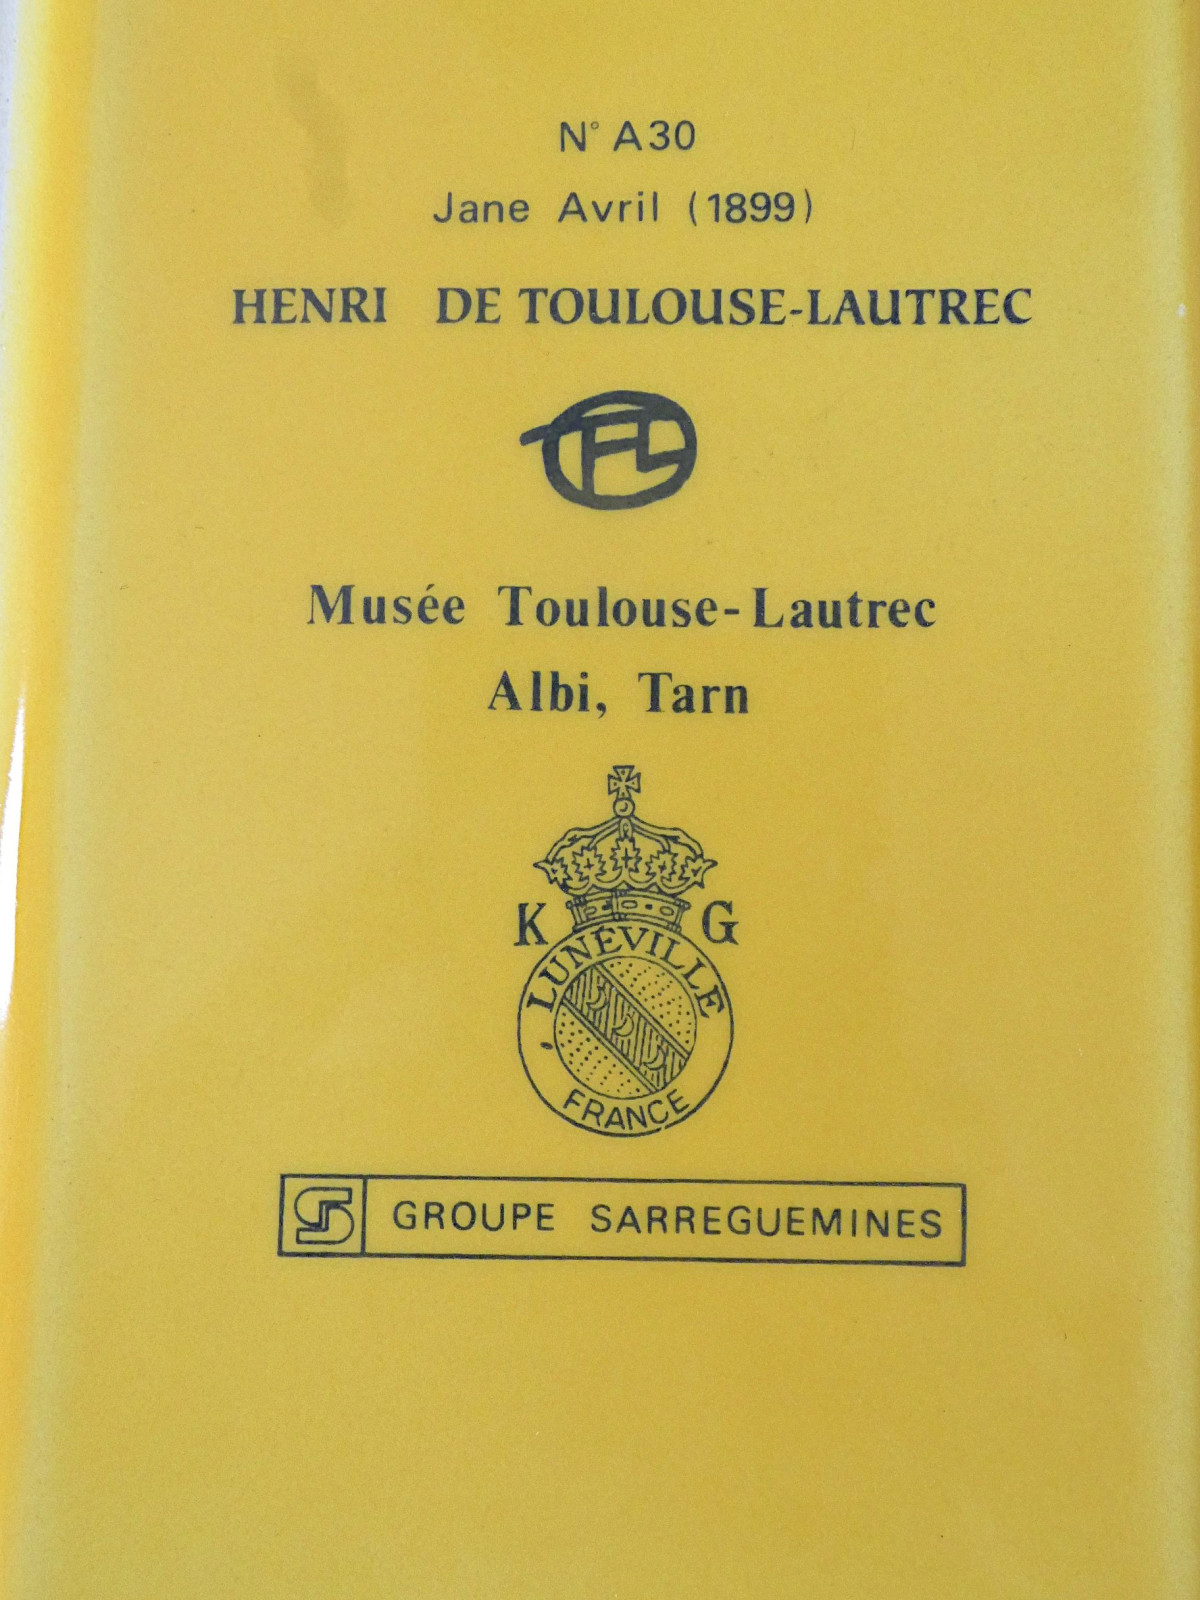 N° A30
Jane Avril (1899)
HENRI DE TOULOUSE-LAUTREC
Musée Toulouse-Lautrec
Albi, Tarn
K G
LUNÉVILLE
FRANCE
GROUPE SARREGUEMINES